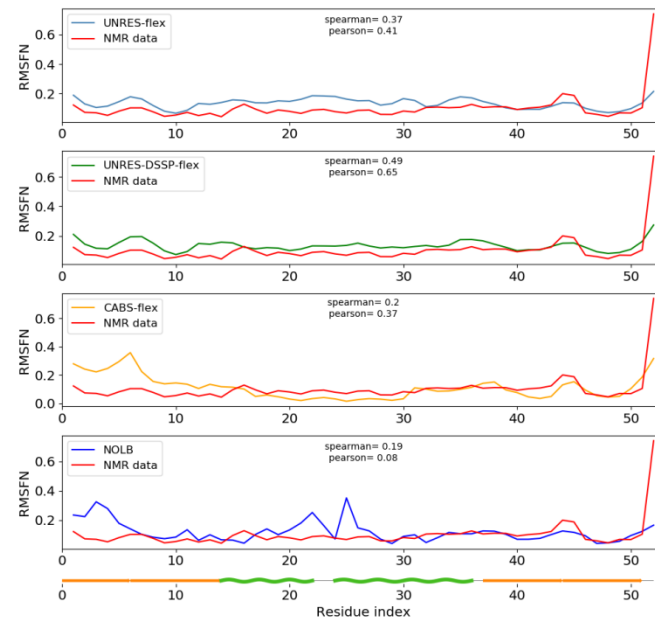 spearman= 0.37
pearson= 0.41
UNRES-flex
NMR data
RMSFN
0.6
0.4
0.2
0 10 20 30 40 50
spearman= 0.49
pearson= 0.65
UNRES-DSSP-flex
NMR data
RMSFN
0.6
0.4
0.2
0 10 20 30 40 50
spearman= 0.2
pearson= 0.37
CABS-flex
NMR data
RMSFN
0.6
0.4
0.2
0.0
0 10 20 30 40 50
spearman= 0.19
pearson= 0.08
NOLB
NMR data
RMSFN
0.6
0.4
0.2
0 10 20 30 40 50
Residue index